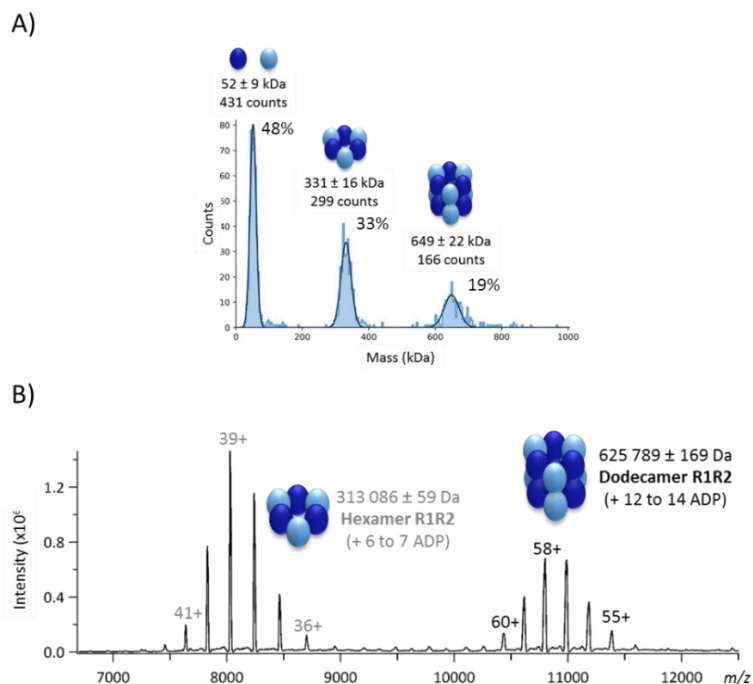 A)
52 ± 9 kDa
431 counts
48%
331 ± 16 kDa
299 counts
33%
649 ± 22 kDa
166 counts
19%
Counts
80
70
60
50
40
30
20
10
0
0 200 400 600 800 1000
Mass (kDa)
B)
39+
313 086 ± 59 Da
Hexamer R1R2
(+ 6 to 7 ADP)
625 789 ± 169 Da
Dodecamer R1R2
(+ 12 to 14 ADP)
41+
36+
58+
60+
55+
Intensity
1.2
0.8
0.4
0.0
7000 8000 9000 10000 11000 12000 m/z